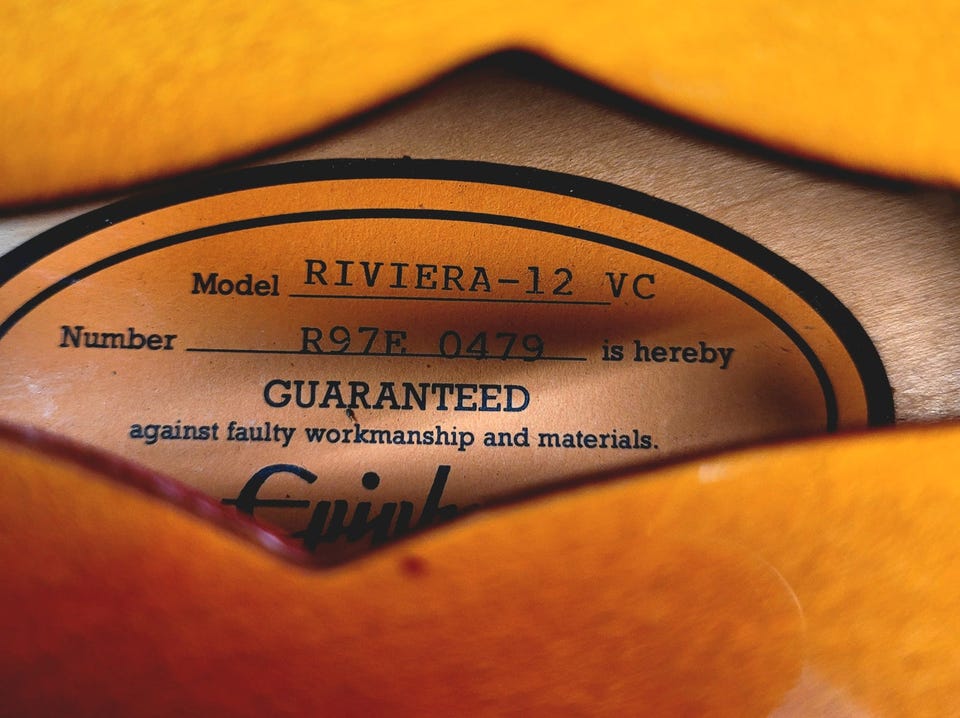 Model RIVIERA-12 VC
Number R97E 0479 is hereby
GUARANTEED
against faulty workmanship and materials.